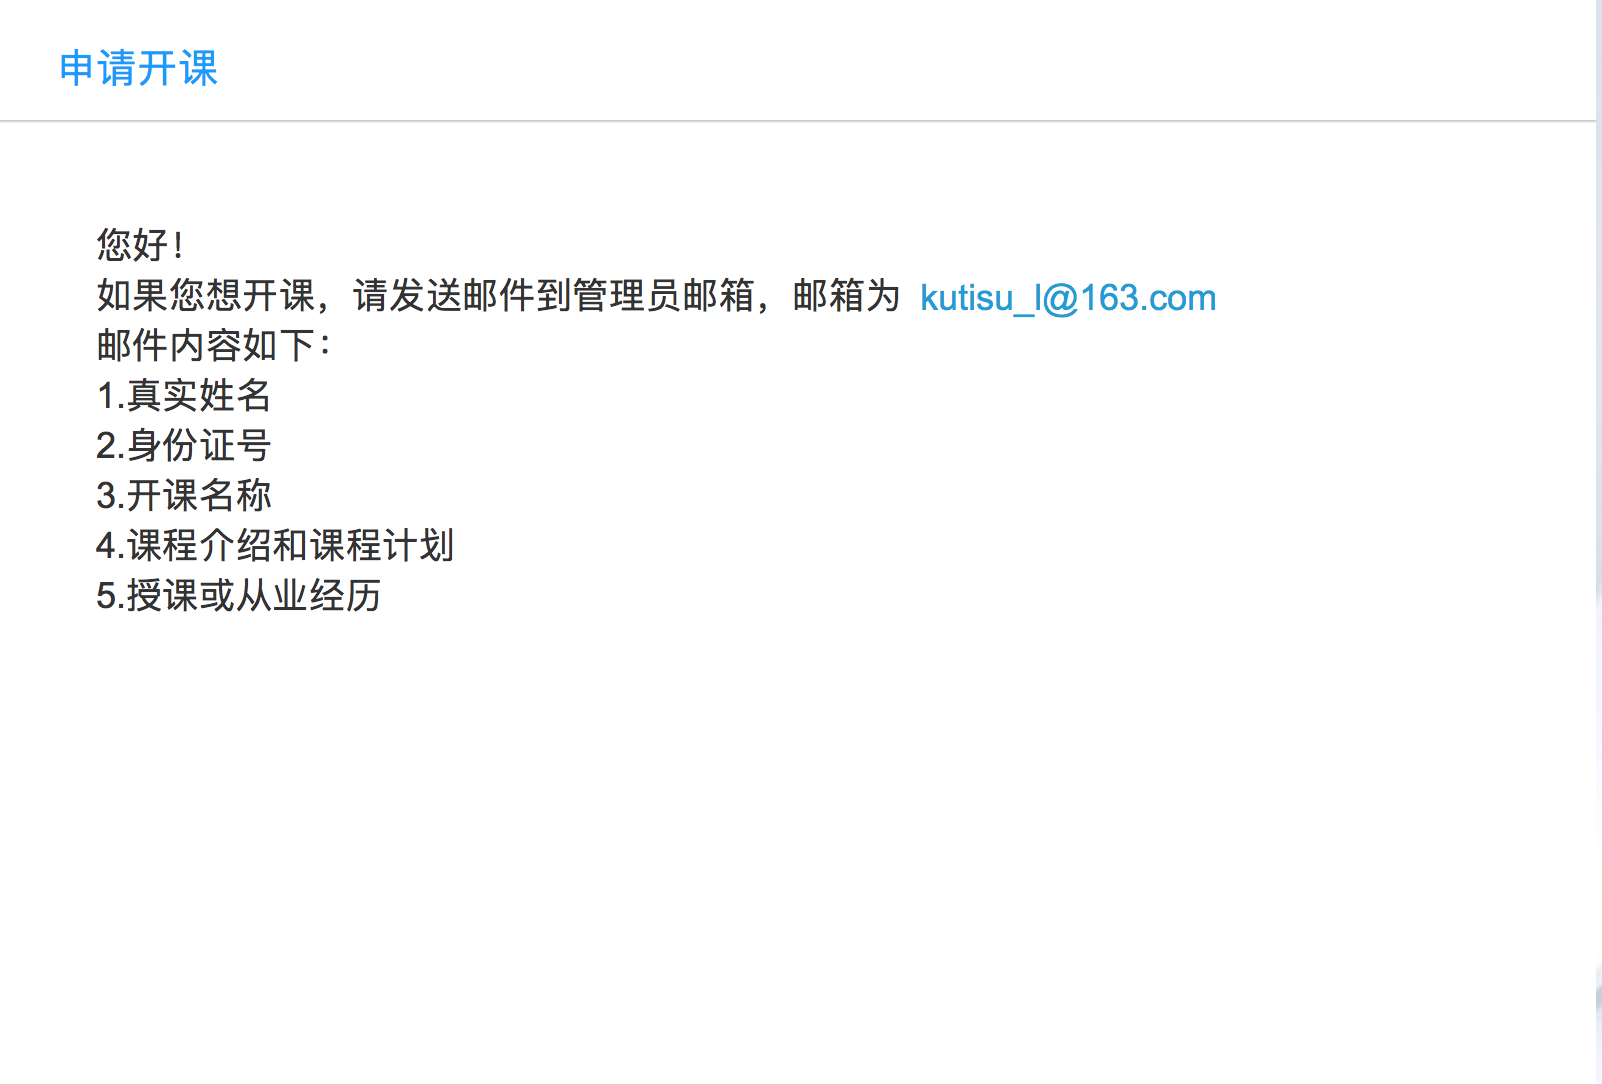 申请开课
您好！
如果您想开课，请发送邮件到管理员邮箱，邮箱为 kutisu_l@163.com
邮件内容如下：
1.真实姓名
2.身份证号
3.开课名称
4.课程介绍和课程计划
5.授课或从业经历